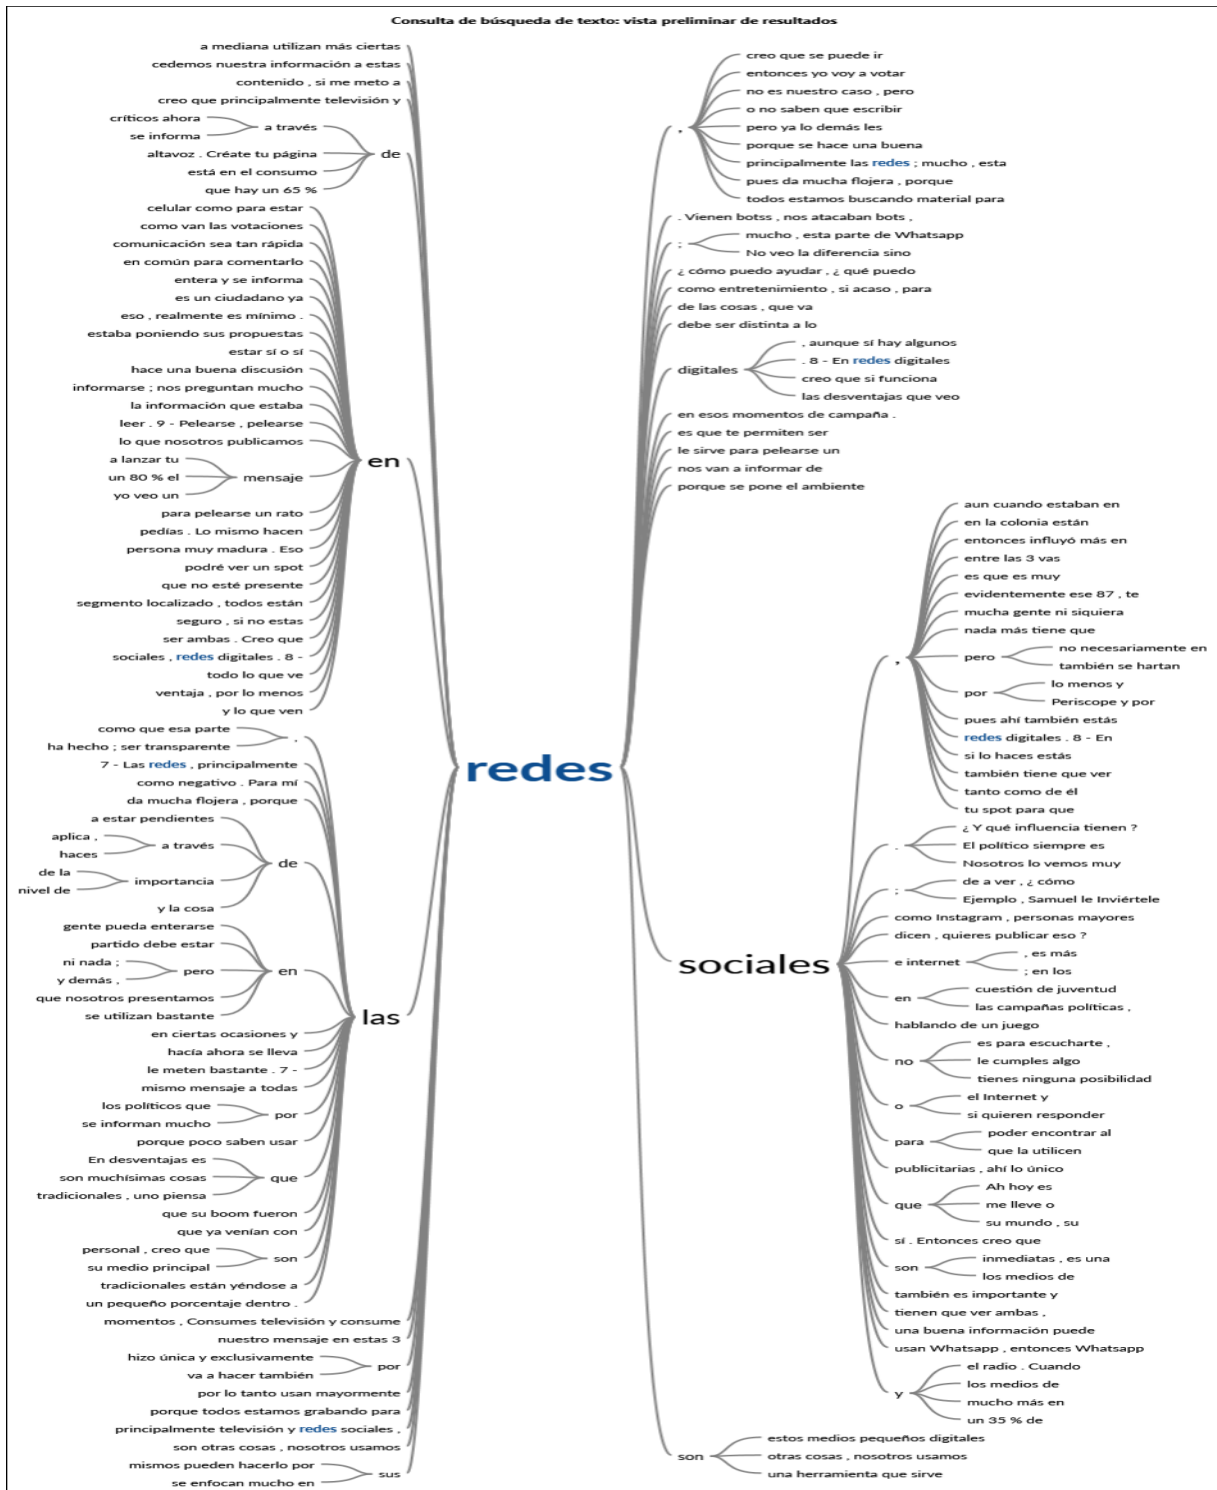 Consulta de búsqueda de texto: vista preliminar de resultados
a mediana utilizan más ciertas
cedemos nuestra información a estas
contenido , si me meto a
creo que principalmente televisión y
críticos ahora
se informa
a través
altavoz . Créate tu página
está en el consumo
que hay un 65 %
de
celular como para estar
como van las votaciones
comunicación sea tan rápida
en común para comentarlo
entera y se informa
es un ciudadano ya
eso , realmente es mínimo .
estaba poniendo sus propuestas
estar sí o sí
hace una buena discusión
informarse ; nos preguntan mucho
la información que estaba
leer . 9 - Pelearse , pelearse
lo que nosotros publicamos
a lanzar tu
un 80 % el
yo veo un
mensaje
para pelearse un rato
pedías . Lo mismo hacen
persona muy madura . Eso
podré ver un spot
que no esté presente
segmento localizado , todos están
seguro , si no estas
ser ambas . Creo que
sociales , redes digitales . 8 -
todo lo que ve
ventaja , por lo menos
y lo que ven
en
como que esa parte
ha hecho ; ser transparente
,
7 - Las redes , principalmente
como negativo . Para mí
da mucha flojera , porque
a estar pendientes
aplica ,
haces
a través
de la
nivel de
importancia
y la cosa
de
gente pueda enterarse
partido debe estar
ni nada ;
y demás ,
pero
que nosotros presentamos
se utilizan bastante
en
en ciertas ocasiones y
hacía ahora se lleva
le meten bastante . 7 -
mismo mensaje a todas
los políticos que
se informan mucho
por
porque poco saben usar
En desventajas es
son muchísimas cosas
tradicionales , uno piensa
que
que su boom fueron
que ya venían con
personal , creo que
su medio principal
son
tradicionales están yéndose a
un pequeño porcentaje dentro .
las
momentos , Consumes televisión y consume
nuestro mensaje en estas 3
hizo única y exclusivamente
va a hacer también
por
por lo tanto usan mayormente
porque todos estamos grabando para
principalmente televisión y redes sociales ,
son otras cosas , nosotros usamos
mismos pueden hacerlo por
se enfocan mucho en
sus
redes
,
creo que se puede ir
entonces yo voy a votar
no es nuestro caso , pero
o no saben que escribir
pero ya lo demás les
porque se hace una buena
principalmente las redes ; mucho , esta
pues da mucha flojera , porque
todos estamos buscando material para
. Vienen botss , nos atacaban bots ,
;
mucho , esta parte de Whatsapp
No veo la diferencia sino
¿ cómo puedo ayudar , ¿ qué puedo
como entretenimiento , si acaso , para
de las cosas , que va
debe ser distinta a lo
digitales
, aunque sí hay algunos
. 8 - En redes digitales
creo que si funciona
las desventajas que veo
en esos momentos de campaña .
es que te permiten ser
le sirve para pelearse un
nos van a informar de
porque se pone el ambiente
sociales
,
aun cuando estaban en
en la colonia están
entonces influyó más en
entre las 3 vas
es que es muy
evidentemente ese 87 , te
mucha gente ni siquiera
nada más tiene que
pero
no necesariamente en
también se hartan
por
lo menos y
Periscope y por
pues ahí también estás
redes digitales . 8 - En
si lo haces estás
también tiene que ver
tanto como de él
tu spot para que
.
¿ Y qué influencia tienen ?
El político siempre es
Nosotros lo vemos muy
;
de a ver , ¿ cómo
Ejemplo , Samuel le Inviértele
como Instagram , personas mayores
dicen , quieres publicar eso ?
e internet
, es más
; en los
en
cuestión de juventud
las campañas políticas ,
hablando de un juego
no
es para escucharte ,
le cumples algo
tienes ninguna posibilidad
o
el Internet y
si quieren responder
para
poder encontrar al
que la utilicen
publicitarias , ahí lo único
que
Ah hoy es
me lleve o
su mundo , su
sí . Entonces creo que
son
inmediatas , es una
los medios de
también es importante y
tienen que ver ambas ,
una buena información puede
usan Whatsapp , entonces Whatsapp
y
el radio . Cuando
los medios de
mucho más en
un 35 % de
son
estos medios pequeños digitales
otras cosas , nosotros usamos
una herramienta que sirve